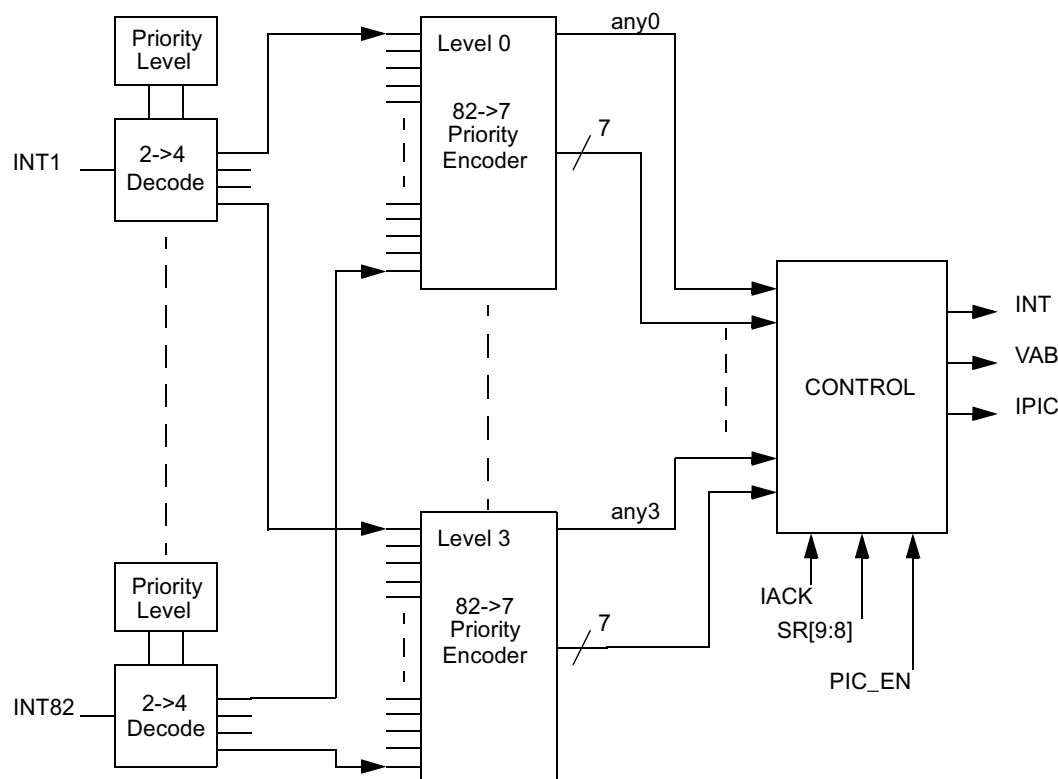 Priority
Level
INT1
2->4
Decode
Level 0
82->7
Priority
Encoder
any0
7
CONTROL
INT
VAB
IPIC
IACK
SR[9:8]
PIC_EN
Priority
Level
INT82
2->4
Decode
Level 3
82->7
Priority
Encoder
any3
7